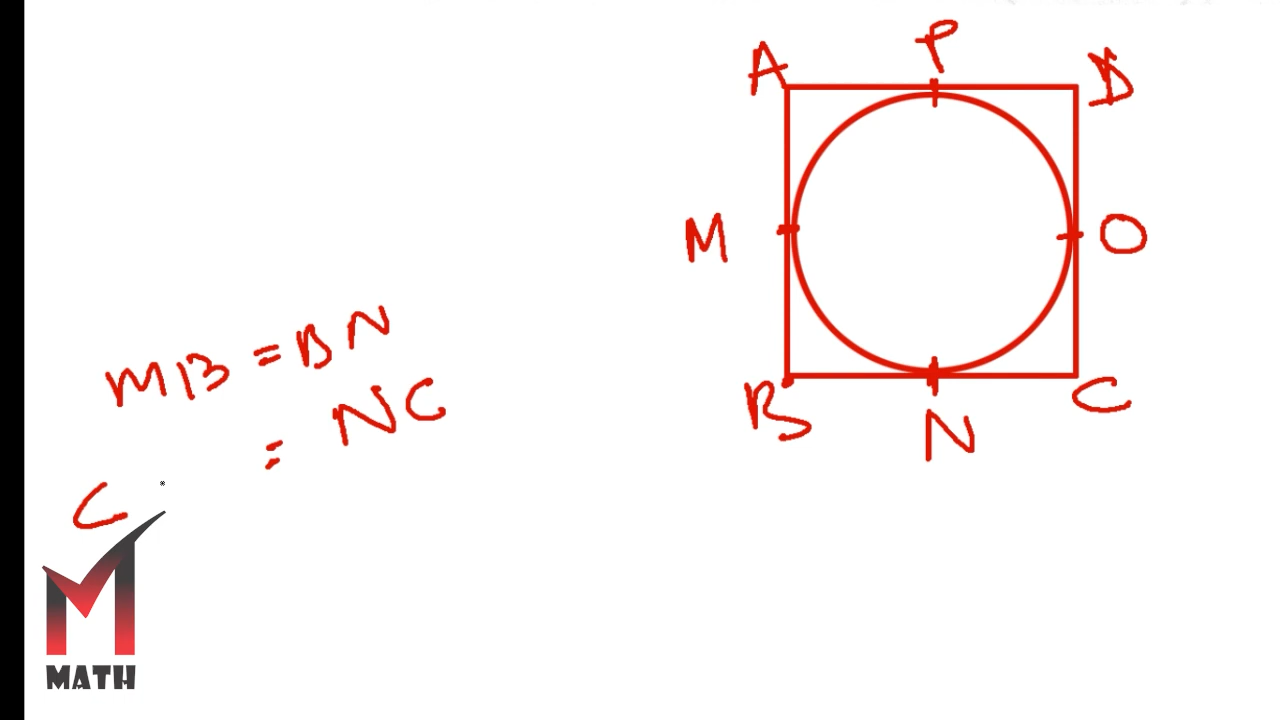 P
A D
M O
B C
N
MB = BN
= NC
C
MATH